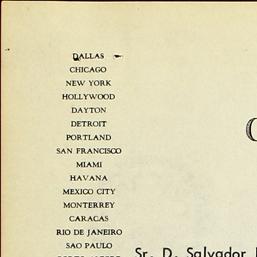 DALLAS
CHICAGO
NEW YORK
HOLLYWOOD
DAYTON
DETROIT
PORTLAND
SAN FRANCISCO
MIAMI
HAVANA
MEXICO CITY
MONTERREY
CARACAS
RIO DE JANEIRO
SAO PAULO
Sr. D. Salvador